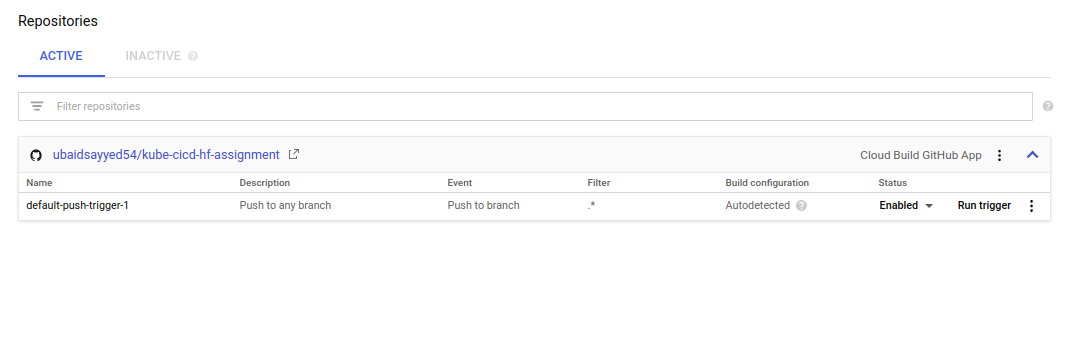 Repositories
ACTIVE INACTIVE ?
Filter repositories ?
ubaidsayyed54/kube-cicd-hf-assignment Cloud Build GitHub App
Name Description Event Filter Build configuration Status
default-push-trigger-1 Push to any branch Push to branch .* Autodetected ? Enabled Run trigger